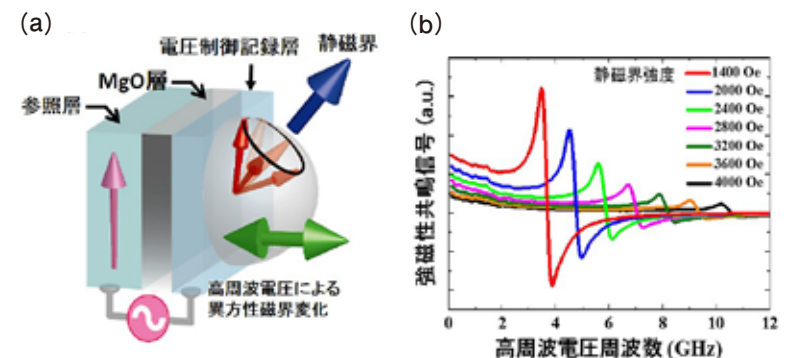 (a)
(b)
電圧制御記録層
静磁界
MgO層
参照層
高周波電圧による
異方性磁界変化
静磁界強度
1400 Oe
2000 Oe
2400 Oe
2800 Oe
3200 Oe
3600 Oe
4000 Oe
強磁性共鳴信号 (a.u.)
0 2 4 6 8 10 12
高周波電圧周波数 (GHz)